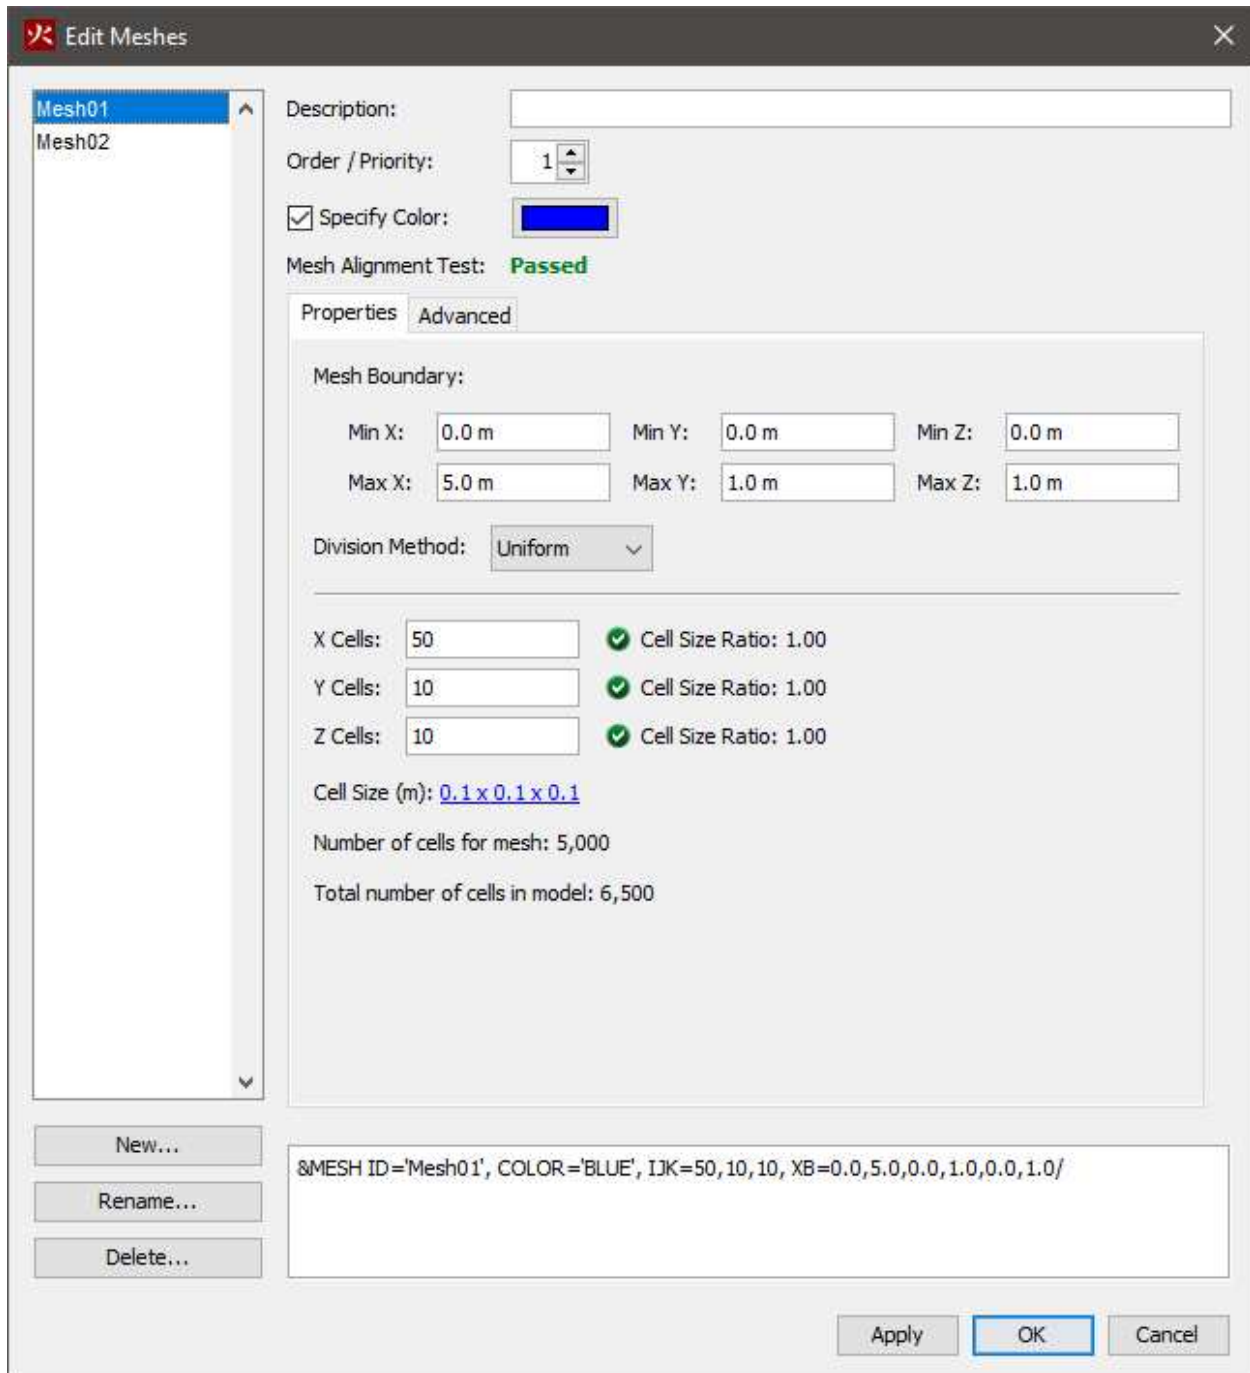 火 Edit Meshes
Mesh01
Mesh02
Description:
Order / Priority: 1
Specify Color:
Mesh Alignment Test: Passed
Properties Advanced
Mesh Boundary:
Min X: 0.0 m Min Y: 0.0 m Min Z: 0.0 m
Max X: 5.0 m Max Y: 1.0 m Max Z: 1.0 m
Division Method: Uniform
X Cells: 50 Cell Size Ratio: 1.00
Y Cells: 10 Cell Size Ratio: 1.00
Z Cells: 10 Cell Size Ratio: 1.00
Cell Size (m): 0.1 x 0.1 x 0.1
Number of cells for mesh: 5,000
Total number of cells in model: 6,500
New...
Rename...
Delete...
&MESH ID='Mesh01', COLOR='BLUE', IJK=50,10,10, XB=0.0,5.0,0.0,1.0,0.0,1.0/
Apply OK Cancel